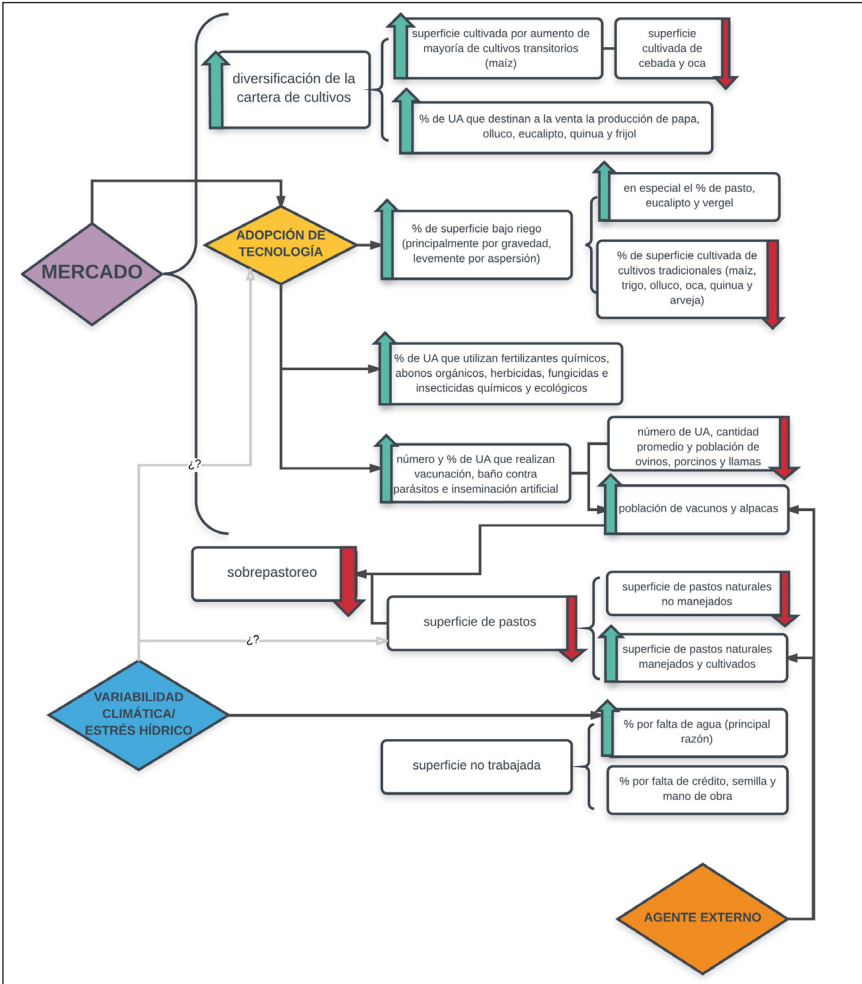 superficie cultivada por aumento de
mayoría de cultivos transitorios
(maíz)
superficie
cultivada de
cebada y oca
diversificación de la
cartera de cultivos
% de UA que destinan a la venta la producción de papa,
olluco, eucalipto, quinua y frijol
en especial el % de pasto,
eucalipto y vergel
ADOPCIÓN DE
TECNOLOGÍA
% de superficie bajo riego
(principalmente por gravedad,
levemente por aspersión)
MERCADO
% de superficie cultivada de
cultivos tradicionales (maíz,
trigo, olluco, oca, quinua y
arveja)
% de UA que utilizan fertilizantes químicos,
abonos orgánicos, herbicidas, fungicidas e
insecticidas químicos y ecológicos
número de UA, cantidad
promedio y población de
ovinos, porcinos y llamas
¿?
número y % de UA que realizan
vacunación, baño contra
parásitos e inseminación artificial
población de vacunos y alpacas
sobrepastoreo
superficie de pastos naturales
no manejados
superficie de pastos
¿?
superficie de pastos naturales
manejados y cultivados
VARIABILIDAD
CLIMÁTICA/
ESTRÉS HÍDRICO
% por falta de agua (principal
razón)
superficie no trabajada
% por falta de crédito, semilla y
mano de obra
AGENTE EXTERNO